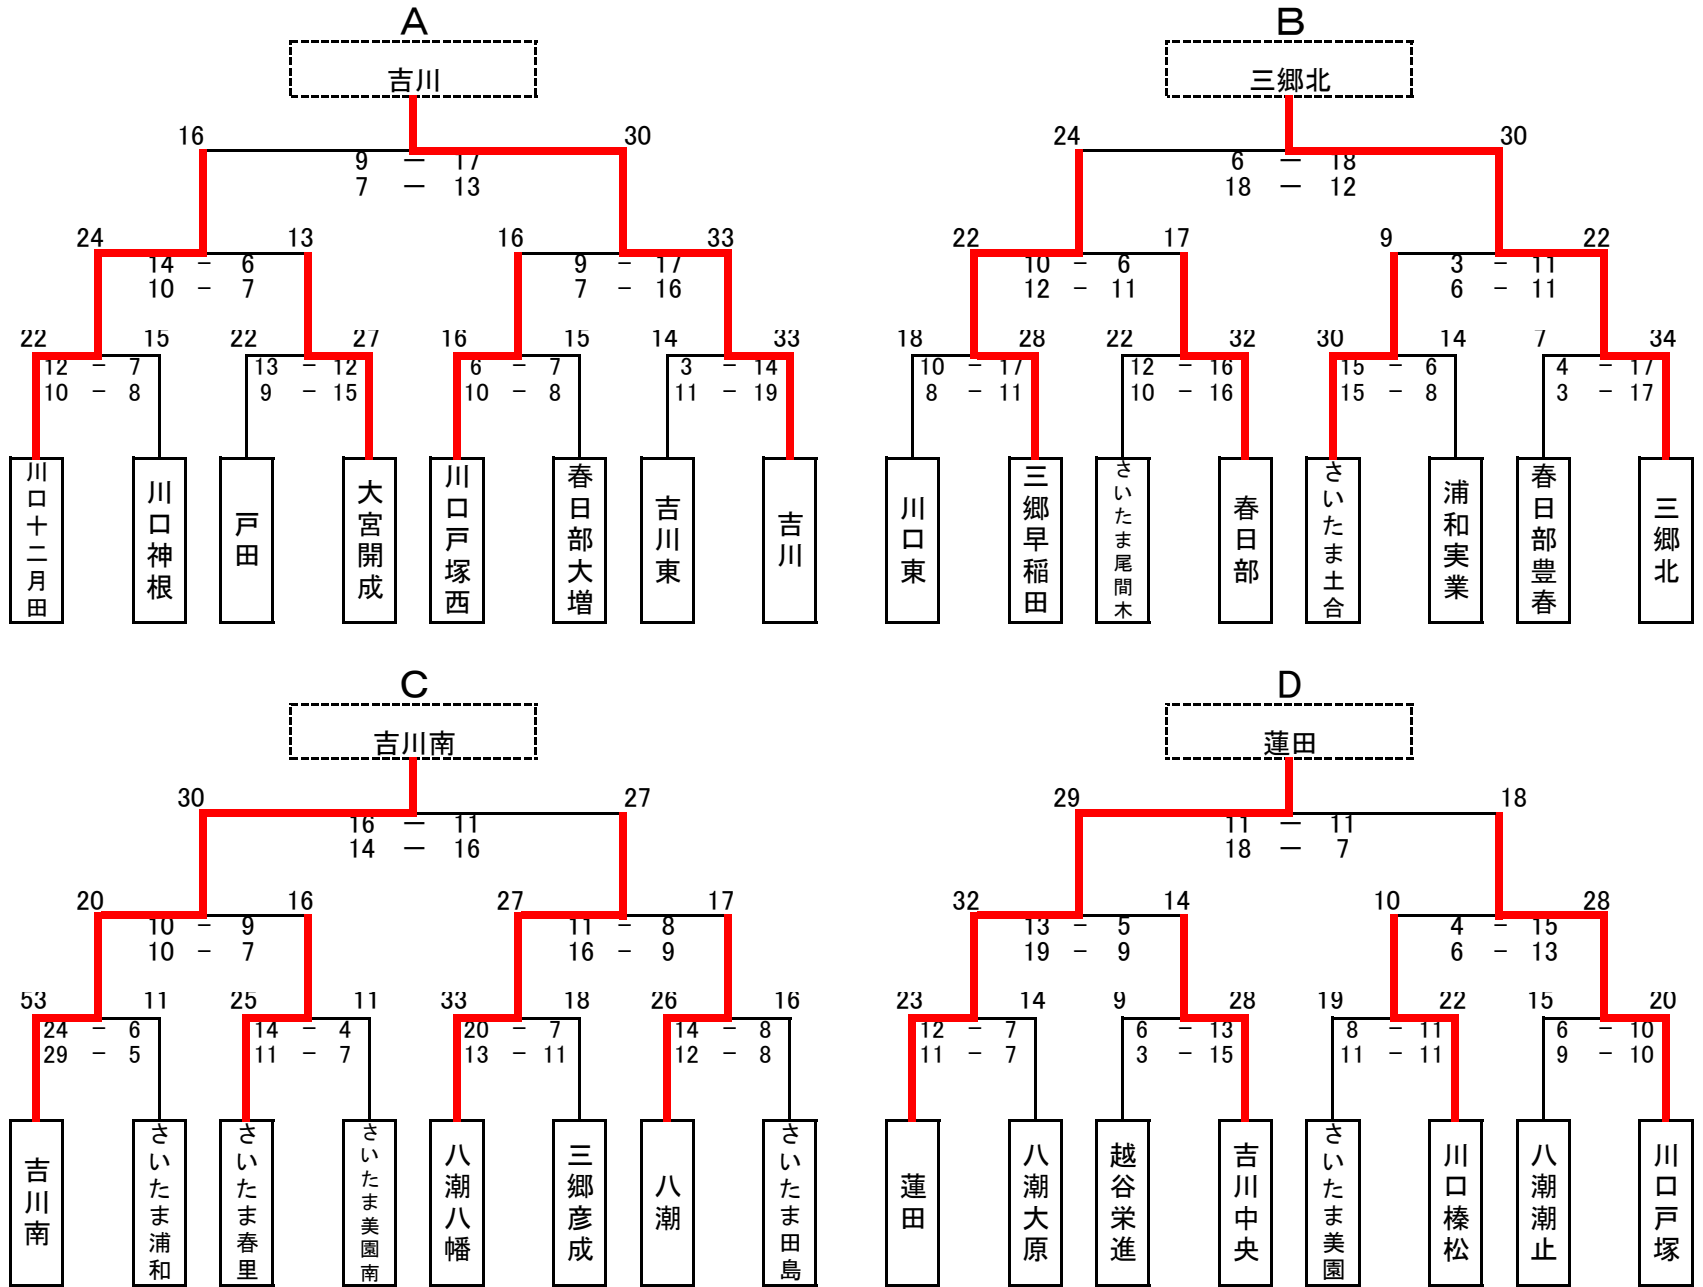 A
吉川
16 30
9 ― 17
7 ― 13
24 13 16 33
14 - 6 9 - 17
10 - 7 7 - 16
22 15 22 27 16 15 14 33
12 - 7 13 - 12 6 - 7 3 - 14
10 - 8 9 - 15 10 - 8 11 - 19
川口十二月田
川口神根
戸田
大宮開成
川口戸塚西
春日部大増
吉川東
吉川
B
三郷北
24 30
6 ― 18
18 ― 12
22 17 9 22
10 - 6 3 - 11
12 - 11 6 - 11
18 28 22 32 30 14 7 34
10 - 17 12 - 16 15 - 6 4 - 17
8 - 11 10 - 16 15 - 8 3 - 17
川口東
三郷早稲田
さいたま尾間木
春日部
さいたま土合
浦和実業
春日部豊春
三郷北
C
吉川南
30 27
16 ― 11
14 ― 16
20 16 27 17
10 - 9 11 - 8
10 - 7 16 - 9
53 11 25 11 33 18 26 16
24 - 6 14 - 4 20 - 7 14 - 8
29 - 5 11 - 7 13 - 11 12 - 8
吉川南
さいたま浦和
さいたま春里
さいたま美園南
八潮八幡
三郷彦成
八潮
さいたま田島
D
蓮田
29 18
11 ― 11
18 ― 7
32 14 10 28
13 - 5 4 - 15
19 - 9 6 - 13
23 14 9 28 19 22 15 20
12 - 7 6 - 13 8 - 11 6 - 10
11 - 7 3 - 15 11 - 11 9 - 10
蓮田
八潮大原
越谷栄進
吉川中央
さいたま美園
川口榛松
八潮潮止
川口戸塚